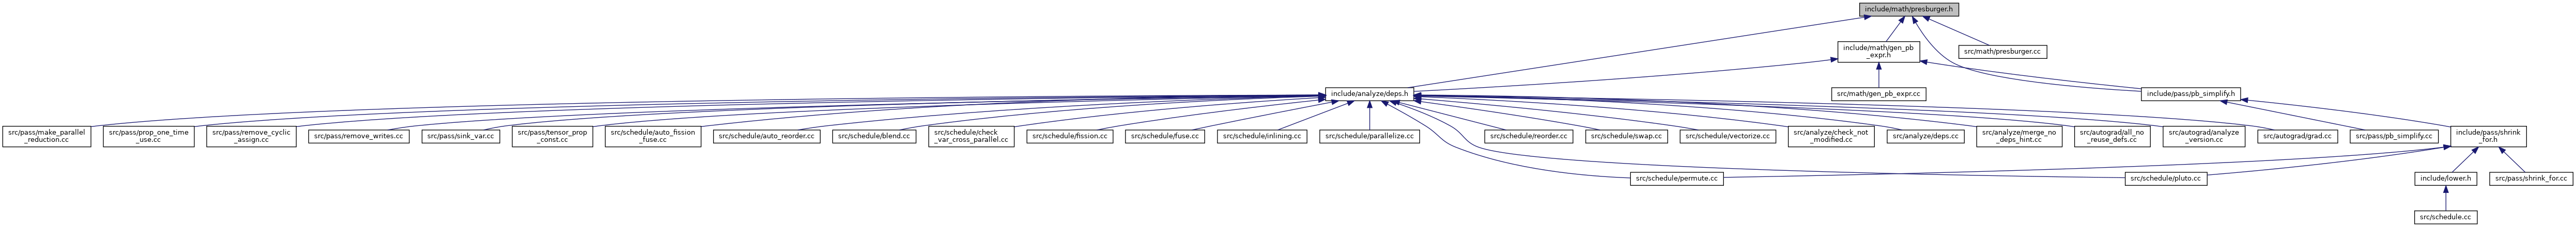 include/math/presburger.h
include/math/gen_pb
_expr.h
src/math/presburger.cc
include/analyze/deps.h
src/math/gen_pb_expr.cc
include/pass/pb_simplify.h
src/pass/make_parallel
_reduction.cc
src/pass/prop_one_time
_use.cc
src/pass/remove_cyclic
_assign.cc
src/pass/remove_writes.cc
src/pass/sink_var.cc
src/pass/tensor_prop
_const.cc
src/schedule/auto_fission
_fuse.cc
src/schedule/auto_reorder.cc
src/schedule/blend.cc
src/schedule/check
_var_cross_parallel.cc
src/schedule/fission.cc
src/schedule/fuse.cc
src/schedule/inlining.cc
src/schedule/parallelize.cc
src/schedule/reorder.cc
src/schedule/swap.cc
src/schedule/vectorize.cc
src/analyze/check_not
_modified.cc
src/analyze/deps.cc
src/analyze/merge_no
_deps_hint.cc
src/autograd/all_no
_reuse_defs.cc
src/autograd/analyze
_version.cc
src/autograd/grad.cc
src/pass/pb_simplify.cc
include/pass/shrink
_for.h
src/schedule/permute.cc
src/schedule/pluto.cc
include/lower.h
src/pass/shrink_for.cc
src/schedule.cc